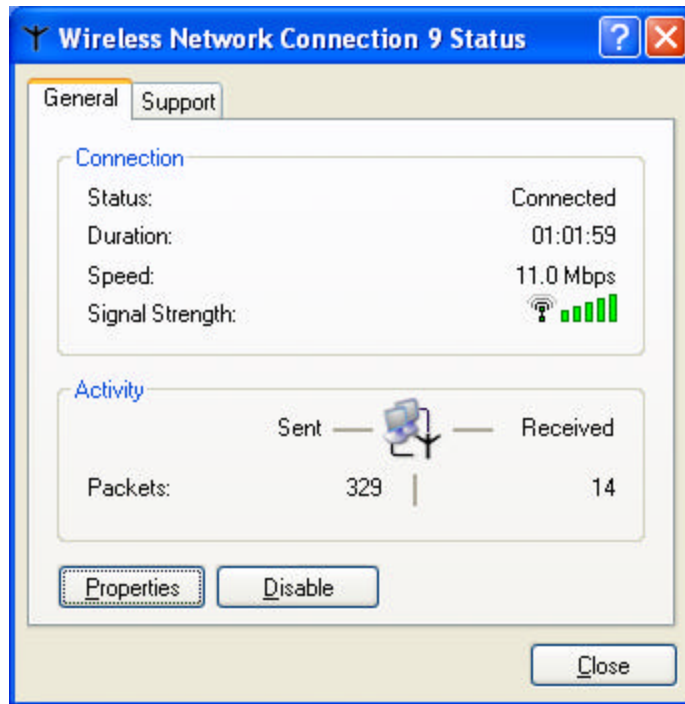 Wireless Network Connection 9 Status
General Support
Connection
Status: Connected
Duration: 01:01:59
Speed: 11.0 Mbps
Signal Strength:
Activity
Sent Received
Packets: 329 14
Properties Disable
Close